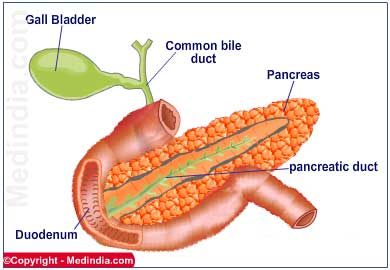 Gall Bladder
Common bile
duct
Pancreas
pancreatic duct
Duodenum
Medindia.com
©Copyright - Medindia.com